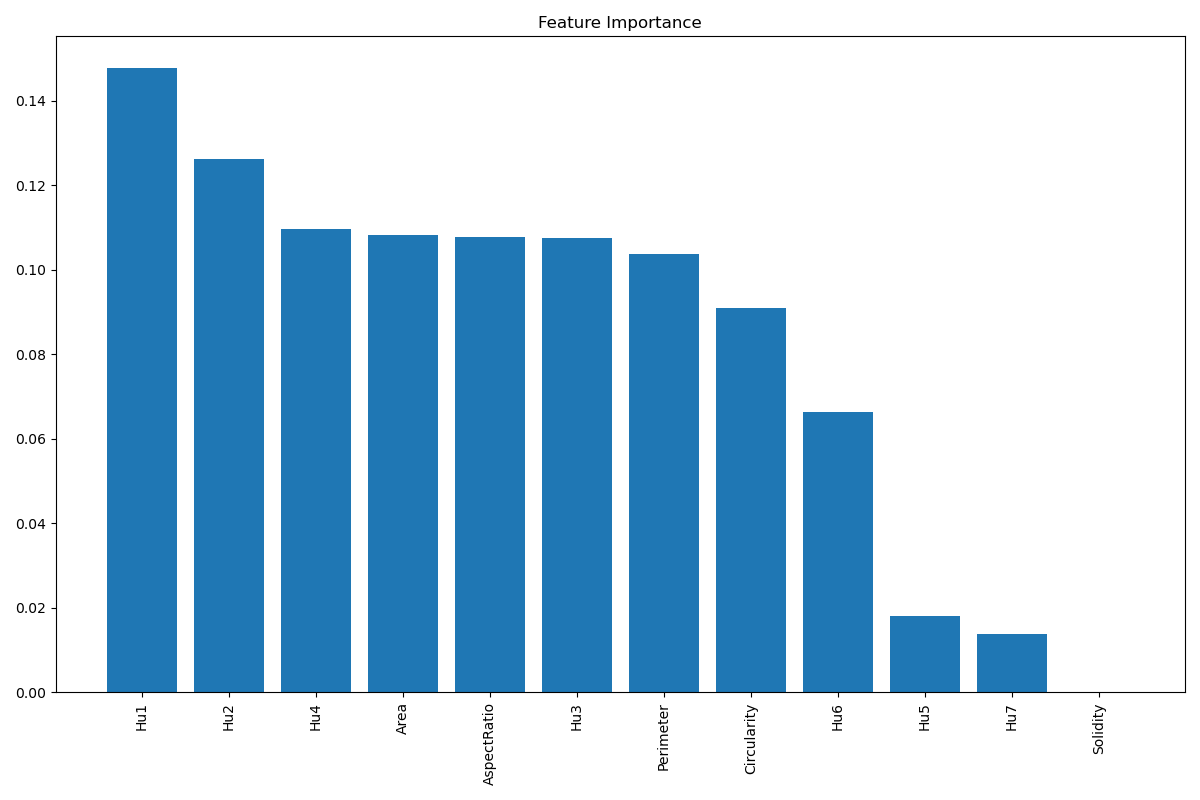 Feature Importance
0.14
0.12
0.10
0.08
0.06
0.04
0.02
0.00
Hu1
Hu2
Hu4
Area
AspectRatio
Hu3
Perimeter
Circularity
Hu6
Hu5
Hu7
Solidity